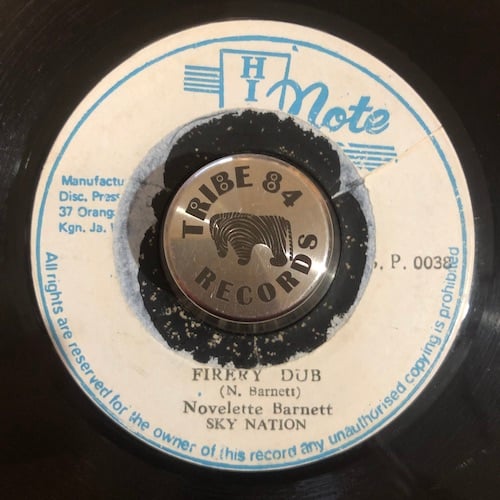 HI Note
Manufactu
Disc, Press
37 Orang
Kgn. Ja.
TRIBE 84
RECORDS
P. 0038
FIRERY DUB
(N. Barnett)
Novelette Barnett
SKY NATION
All rights are reserved for the owner of this record any unauthorised copying is prohibited